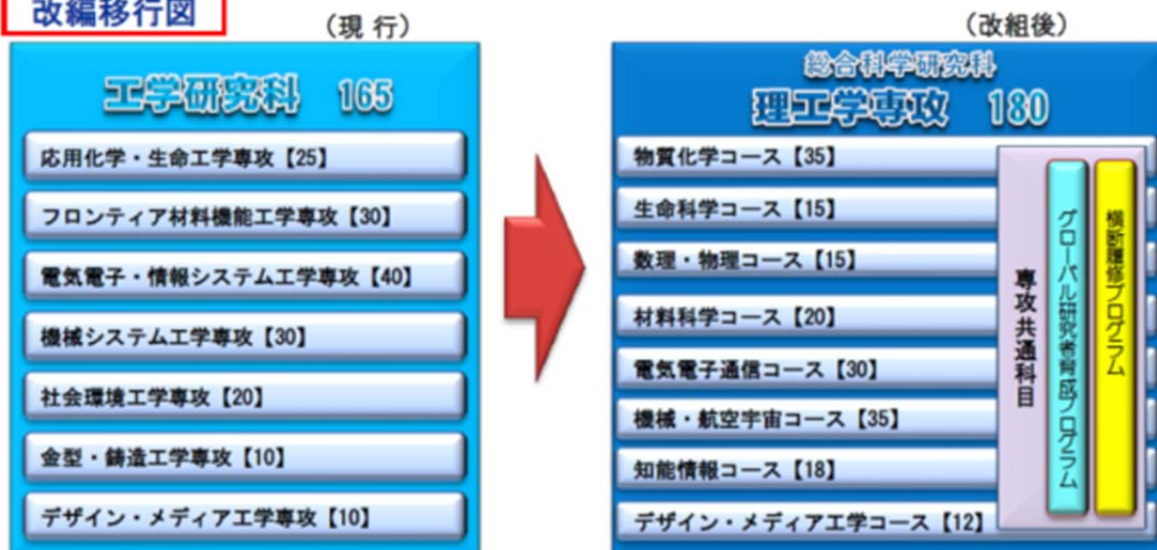 改編移行図
（現 行）
工学研究科 165
応用化学・生命工学専攻【25】
フロンティア材料機能工学専攻【30】
電気電子・情報システム工学専攻【40】
機械システム工学専攻【30】
社会環境工学専攻【20】
金型・鋳造工学専攻【10】
デザイン・メディア工学専攻【10】
（改組後）
総合科学研究科
理工学専攻 180
物質化学コース【35】
生命科学コース【15】
数理・物理コース【15】
材料科学コース【20】
電気電子通信コース【30】
機械・航空宇宙コース【35】
知能情報コース【18】
デザイン・メディア工学コース【12】
専攻共通科目
グローバル研究者育成プログラム
横断履修プログラム